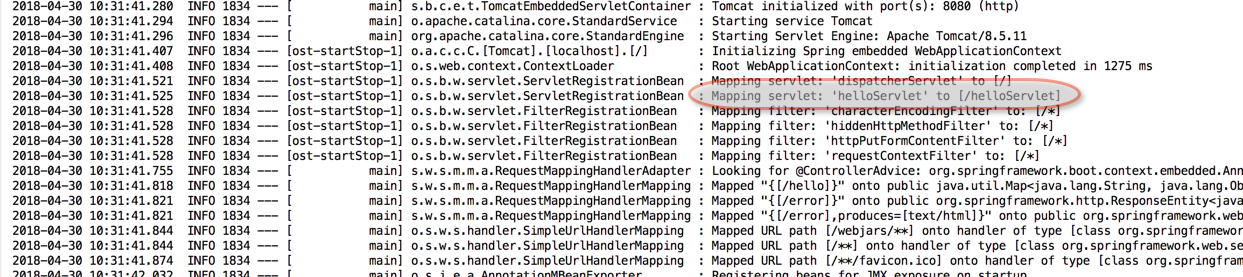 2018-04-30 10:31:41.280  INFO 1834 --- [           main] s.b.c.e.t.TomcatEmbeddedServletContainer : Tomcat initialized with port(s): 8080 (http)
2018-04-30 10:31:41.296  INFO 1834 --- [           main] o.apache.catalina.core.StandardService   : Starting service Tomcat
2018-04-30 10:31:41.296  INFO 1834 --- [           main] org.apache.catalina.core.StandardEngine  : Starting Servlet Engine: Apache Tomcat/8.5.11
2018-04-30 10:31:41.407  INFO 1834 --- [ost-startStop-1] o.a.c.c.C.[Tomcat].[localhost].[/]       : Initializing Spring embedded WebApplicationContext
2018-04-30 10:31:41.408  INFO 1834 --- [ost-startStop-1] o.s.web.context.ContextLoader            : Root WebApplicationContext: initialization completed in 1275 ms
2018-04-30 10:31:41.521  INFO 1834 --- [ost-startStop-1] o.s.b.w.servlet.ServletRegistrationBean  : Mapping servlet: 'dispatcherServlet' to [/]
2018-04-30 10:31:41.525  INFO 1834 --- [ost-startStop-1] o.s.b.w.servlet.ServletRegistrationBean  : Mapping servlet: 'helloServlet' to [/helloServlet]
2018-04-30 10:31:41.528  INFO 1834 --- [ost-startStop-1] o.s.b.w.servlet.FilterRegistrationBean   : Mapping filter: 'characterEncodingFilter' to: [/*]
2018-04-30 10:31:41.528  INFO 1834 --- [ost-startStop-1] o.s.b.w.servlet.FilterRegistrationBean   : Mapping filter: 'hiddenHttpMethodFilter' to: [/*]
2018-04-30 10:31:41.528  INFO 1834 --- [ost-startStop-1] o.s.b.w.servlet.FilterRegistrationBean   : Mapping filter: 'httpPutFormContentFilter' to: [/*]
2018-04-30 10:31:41.528  INFO 1834 --- [ost-startStop-1] o.s.b.w.servlet.FilterRegistrationBean   : Mapping filter: 'requestContextFilter' to: [/*]
2018-04-30 10:31:41.755  INFO 1834 --- [           main] s.w.s.m.m.a.RequestMappingHandlerAdapter : Looking for @ControllerAdvice: org.springframework.boot.context.embedded.Ann
2018-04-30 10:31:41.818  INFO 1834 --- [           main] s.w.s.m.m.a.RequestMappingHandlerMapping : Mapped "{[/hello]}" onto public java.util.Map<java.lang.String, java.lang.Ob
2018-04-30 10:31:41.821  INFO 1834 --- [           main] s.w.s.m.m.a.RequestMappingHandlerMapping : Mapped "{[/error]}" onto public org.springframework.http.ResponseEntity<java
2018-04-30 10:31:41.821  INFO 1834 --- [           main] s.w.s.m.m.a.RequestMappingHandlerMapping : Mapped "{[/error],produces=[text/html]}" onto public org.springframework.web
2018-04-30 10:31:41.844  INFO 1834 --- [           main] o.s.w.s.handler.SimpleUrlHandlerMapping  : Mapped URL path [/webjars/**] onto handler of type [class org.springframewor
2018-04-30 10:31:41.844  INFO 1834 --- [           main] o.s.w.s.handler.SimpleUrlHandlerMapping  : Mapped URL path [/**] onto handler of type [class org.springframework.web.se
2018-04-30 10:31:41.874  INFO 1834 --- [           main] o.s.w.s.handler.SimpleUrlHandlerMapping  : Mapped URL path [/**/favicon.ico] onto handler of type [class org.springfram
2018-04-30 10:31:42.032  INFO 1834 --- [           main] o.s.j.e.a.AnnotationMBeanExporter        : Registering beans for JMX exposure on startup